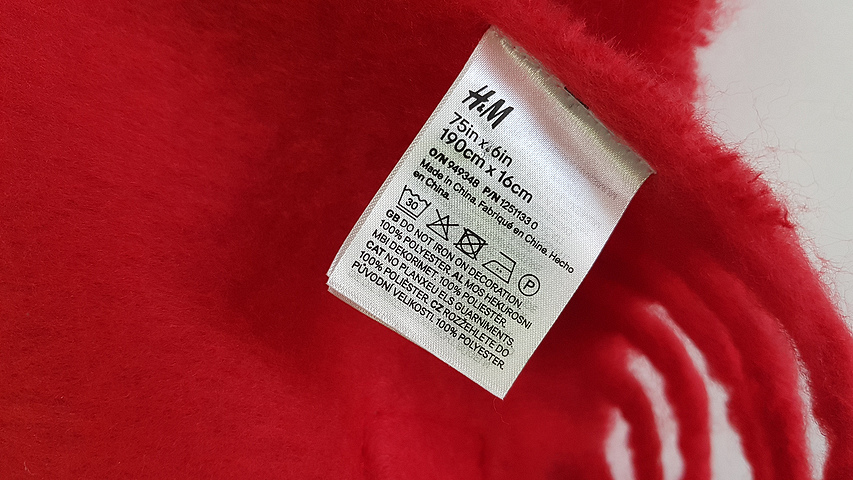 H&M
75in x 6in
190cm x 16cm
O/N 949348 P/N 1251133 0
Made in China. Fabriqué en Chine. Hecho
en China.
30 P
GB DO NOT IRON ON DECORATION.
100% POLYESTER. AL MOS HEKUROSNI
MBI DEKORIMET. 100% POLIESTËR.
CAT NO PLANXEU ELS GUARNIMENTS.
100% POLIÈSTER. CZ ROZŽEHLETE DO
PŮVODNÍ VELIKOSTI. 100% POLYESTER.